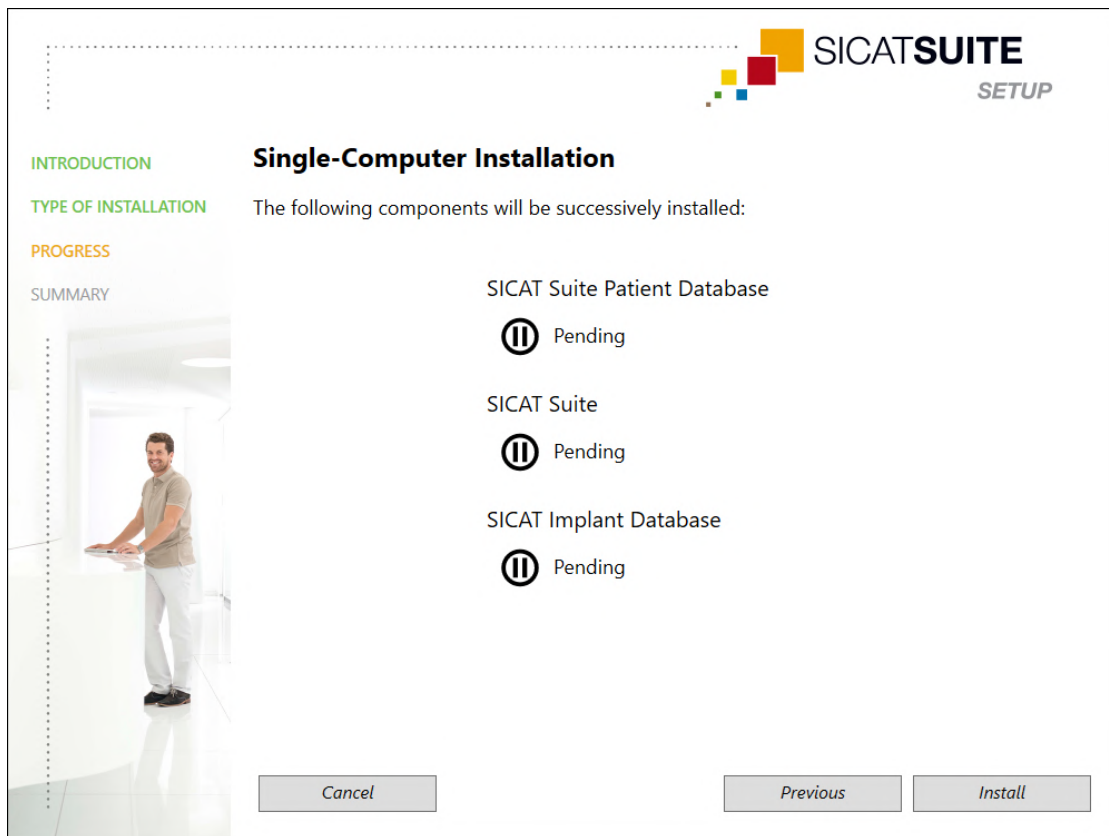 SICATSUITE
SETUP
INTRODUCTION
TYPE OF INSTALLATION
PROGRESS
SUMMARY
Single-Computer Installation
The following components will be successively installed:
SICAT Suite Patient Database
Pending
SICAT Suite
Pending
SICAT Implant Database
Pending
Cancel
Previous
Install